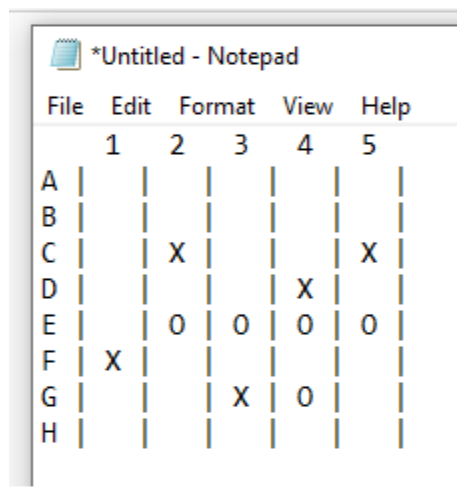 *Untitled - Notepad
File Edit Format View Help
    1   2   3   4   5
A |   |   |   |   |   |
B |   |   |   |   |   |
C |   | X |   |   | X |
D |   |   |   | X |   |
E |   | O | O | O | O |
F | X |   |   |   |   |
G |   |   | X | O |   |
H |   |   |   |   |   |